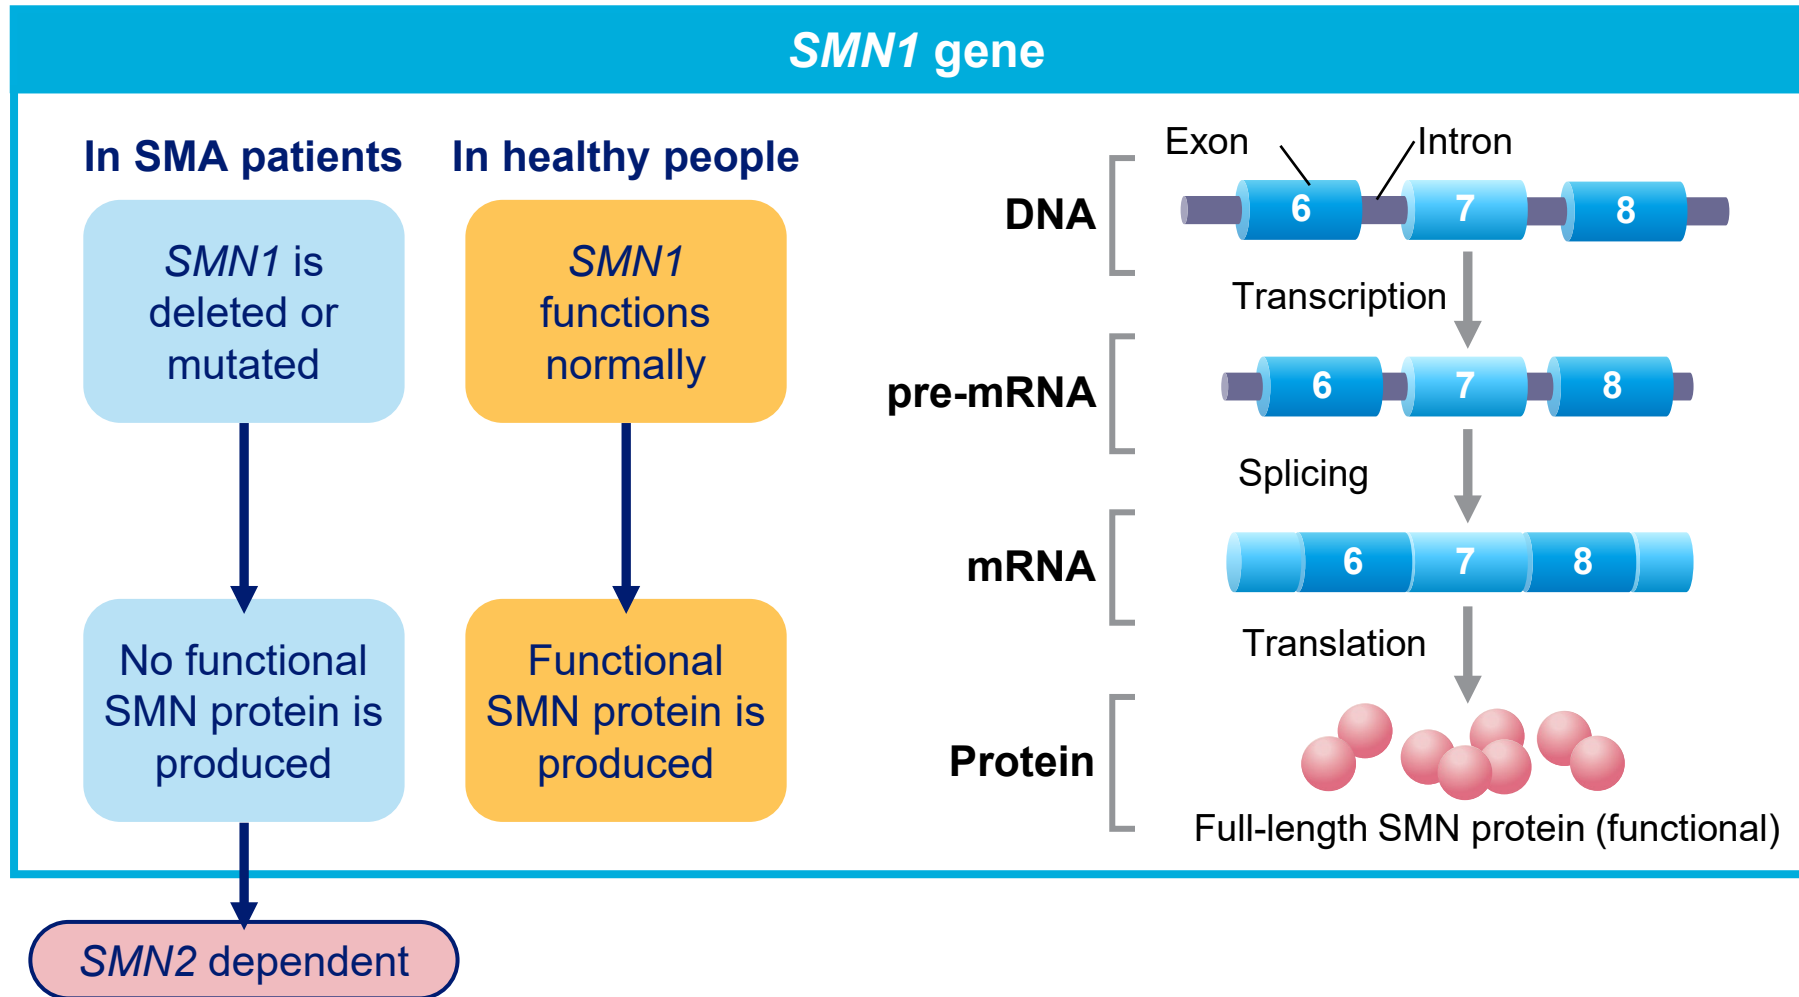 SMN1 gene
In SMA patients
SMN1 is
deleted or
mutated
No functional
SMN protein is
produced
SMN2 dependent
In healthy people
SMN1
functions
normally
Functional
SMN protein is
produced
Exon
Intron
DNA
6 7 8
Transcription
pre-mRNA
6 7 8
Splicing
mRNA
6 7 8
Translation
Protein
Full-length SMN protein (functional)